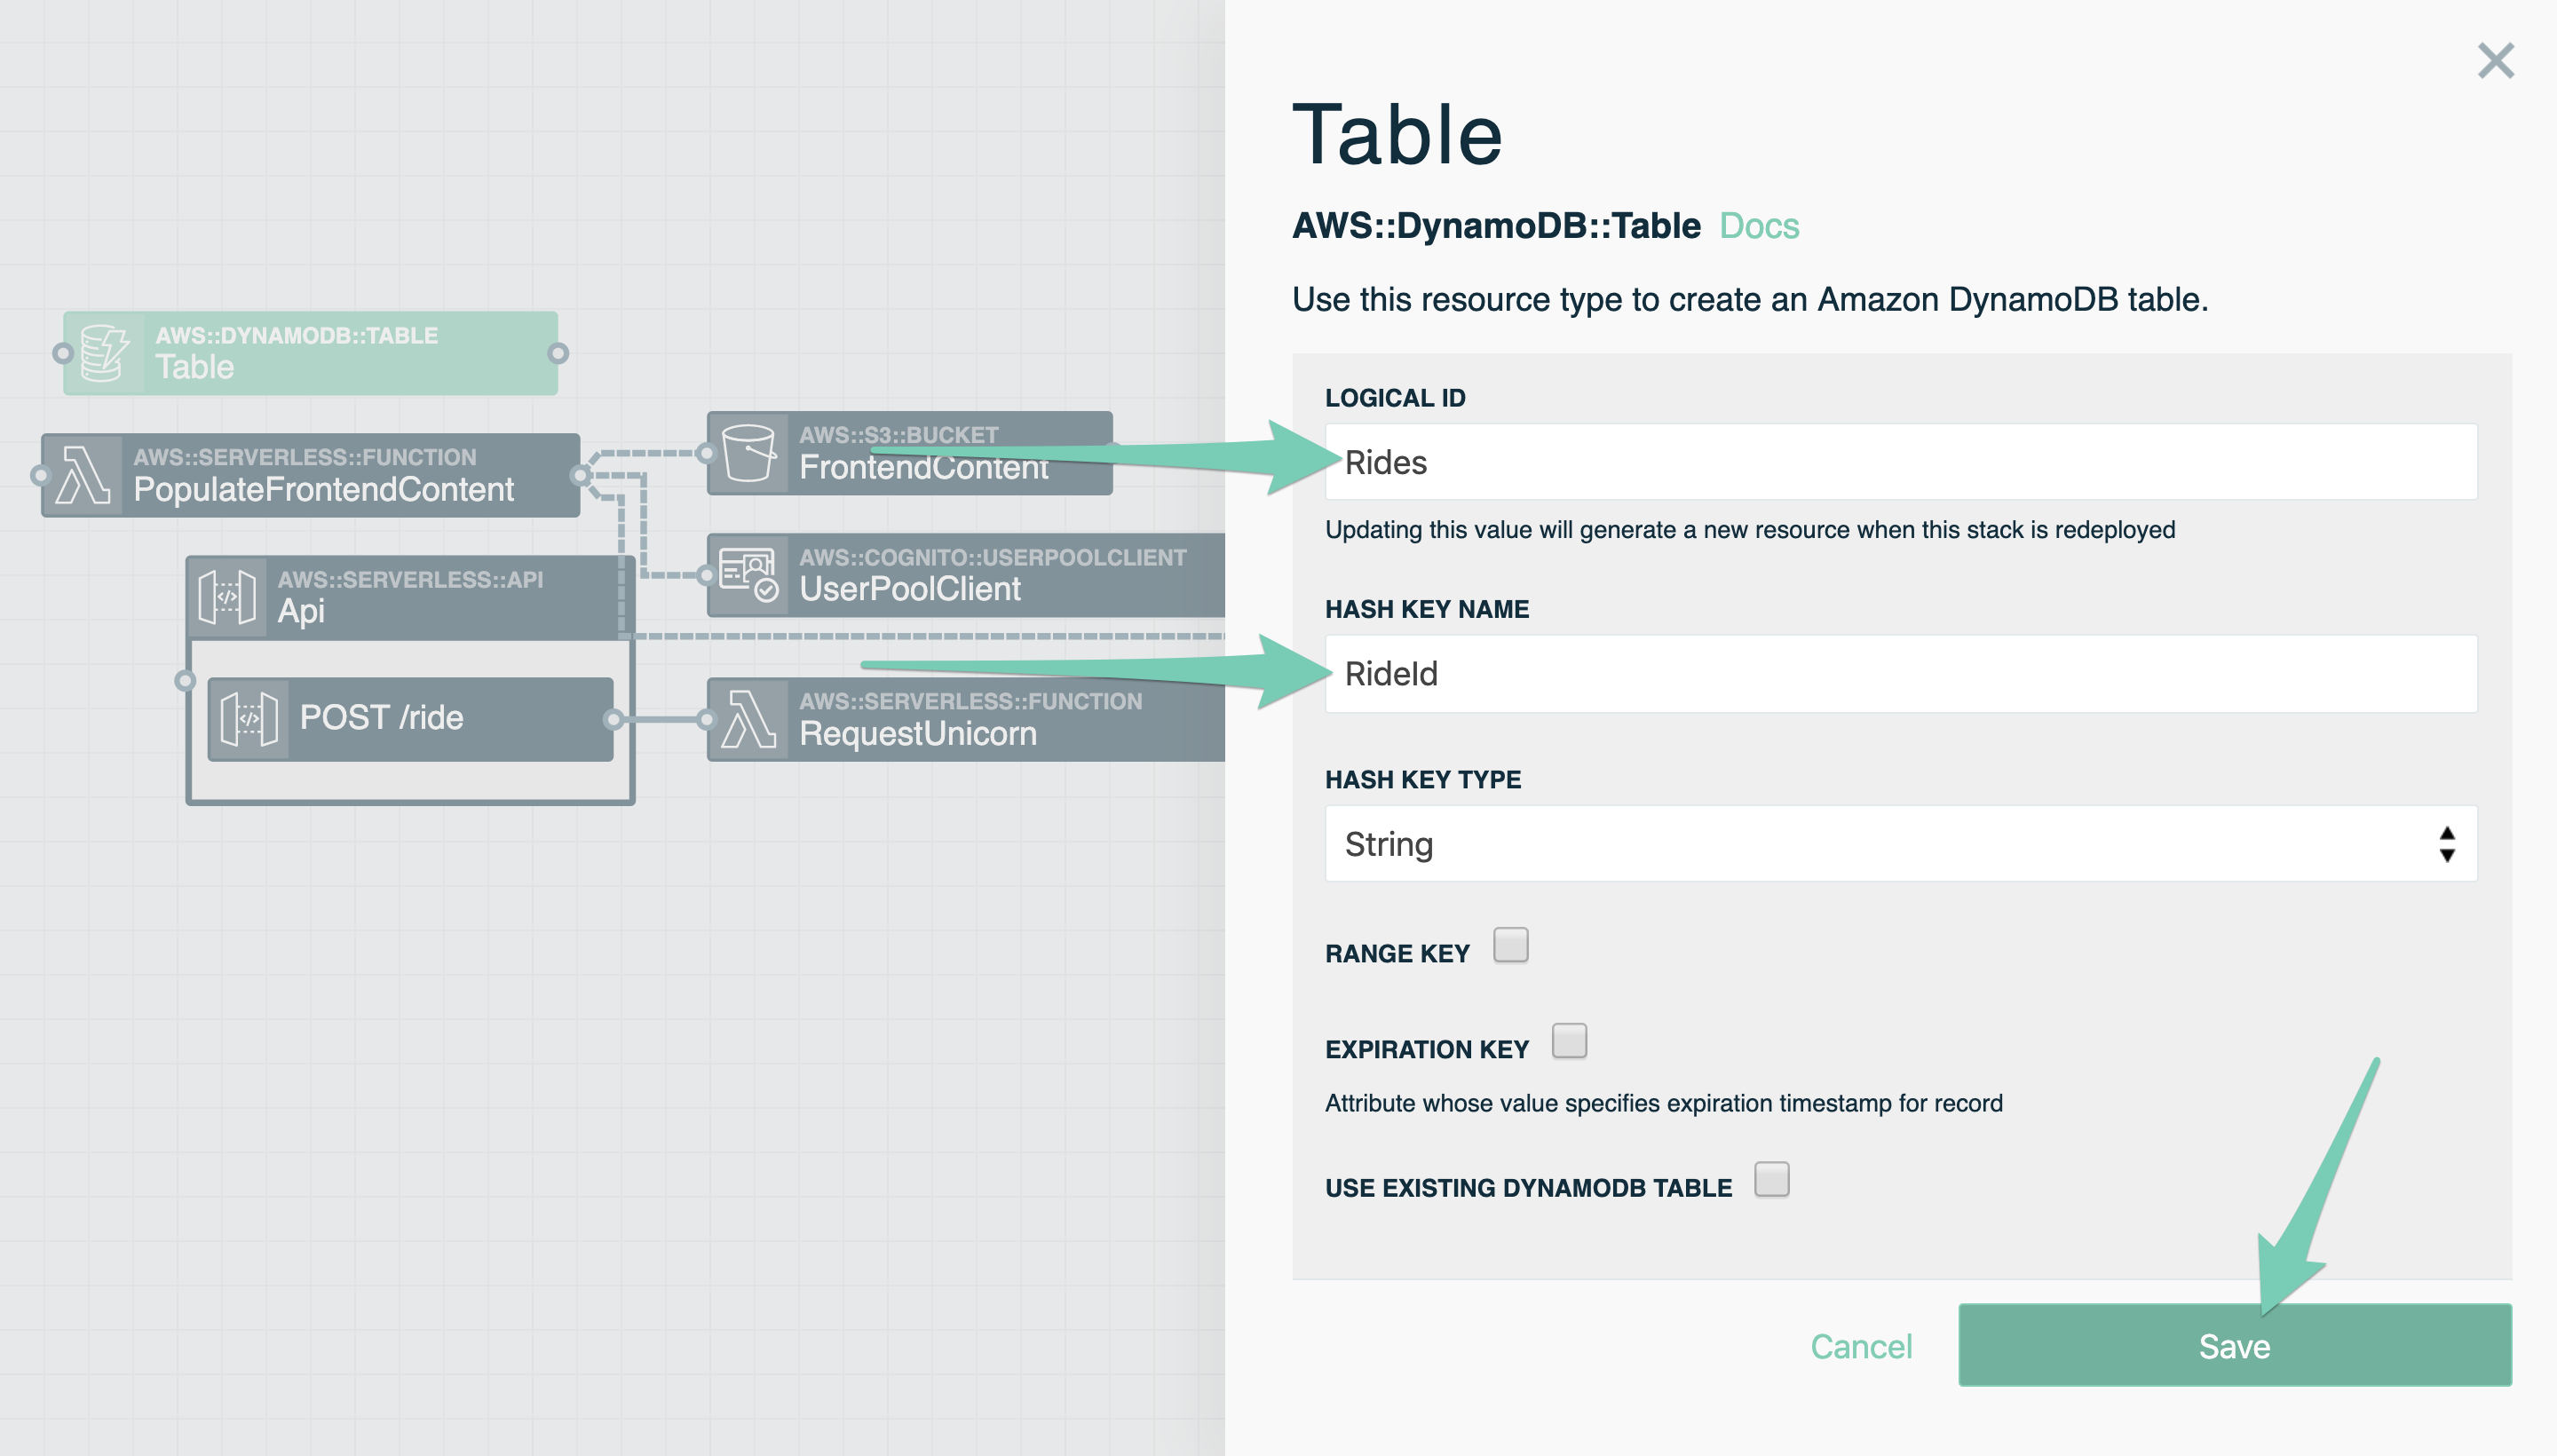 AWS::DYNAMODB::TABLE
Table
AWS::SERVERLESS::FUNCTION
PopulateFrontendContent
AWS::S3::BUCKET
FrontendContent
AWS::COGNITO::USERPOOLCLIENT
UserPoolClient
AWS::SERVERLESS::API
Api
POST /ride
AWS::SERVERLESS::FUNCTION
RequestUnicorn
Table
AWS::DynamoDB::Table Docs
Use this resource type to create an Amazon DynamoDB table.
LOGICAL ID
Rides
Updating this value will generate a new resource when this stack is redeployed
HASH KEY NAME
RideId
HASH KEY TYPE
String
RANGE KEY
EXPIRATION KEY
Attribute whose value specifies expiration timestamp for record
USE EXISTING DYNAMODB TABLE
Cancel
Save